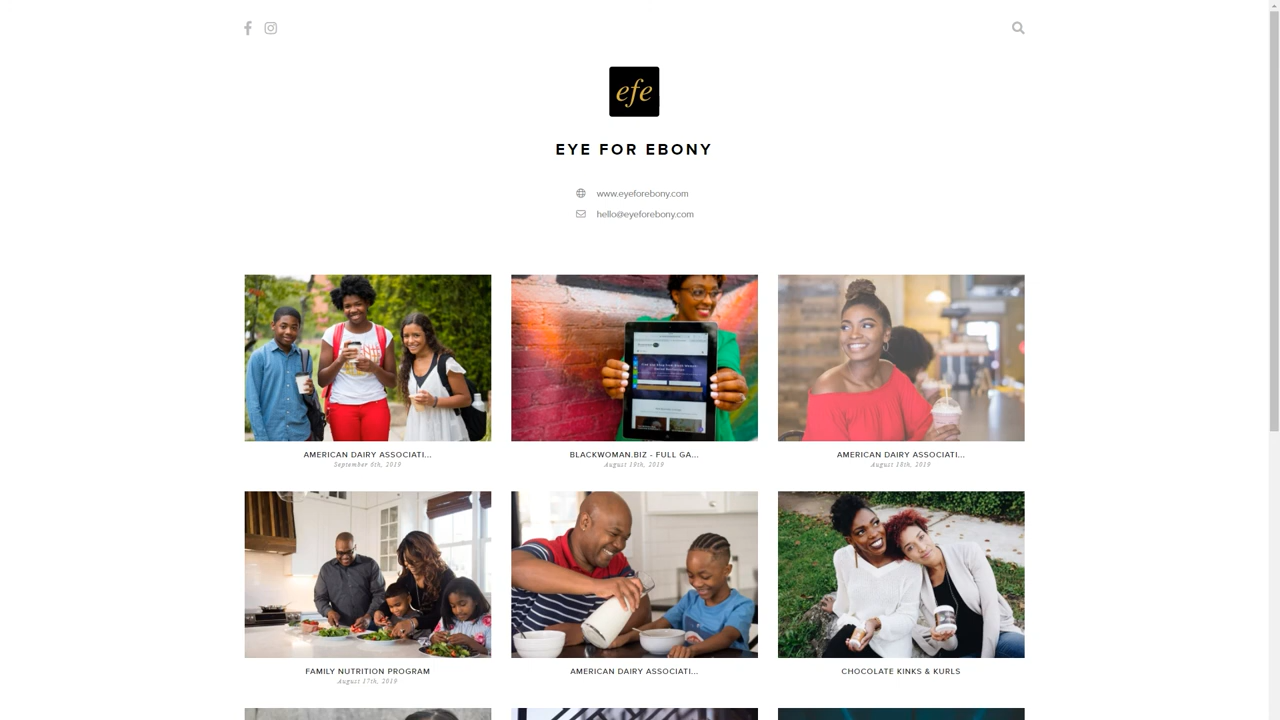 efe
EYE FOR EBONY
www.eyeforebony.com
hello@eyeforebony.com
AMERICAN DAIRY ASSOCIATI...
September 6th, 2019
BLACKWOMAN.BIZ - FULL GA...
August 19th, 2019
AMERICAN DAIRY ASSOCIATI...
August 18th, 2019
FAMILY NUTRITION PROGRAM
August 17th, 2019
AMERICAN DAIRY ASSOCIATI...
CHOCOLATE KINKS & KURLS